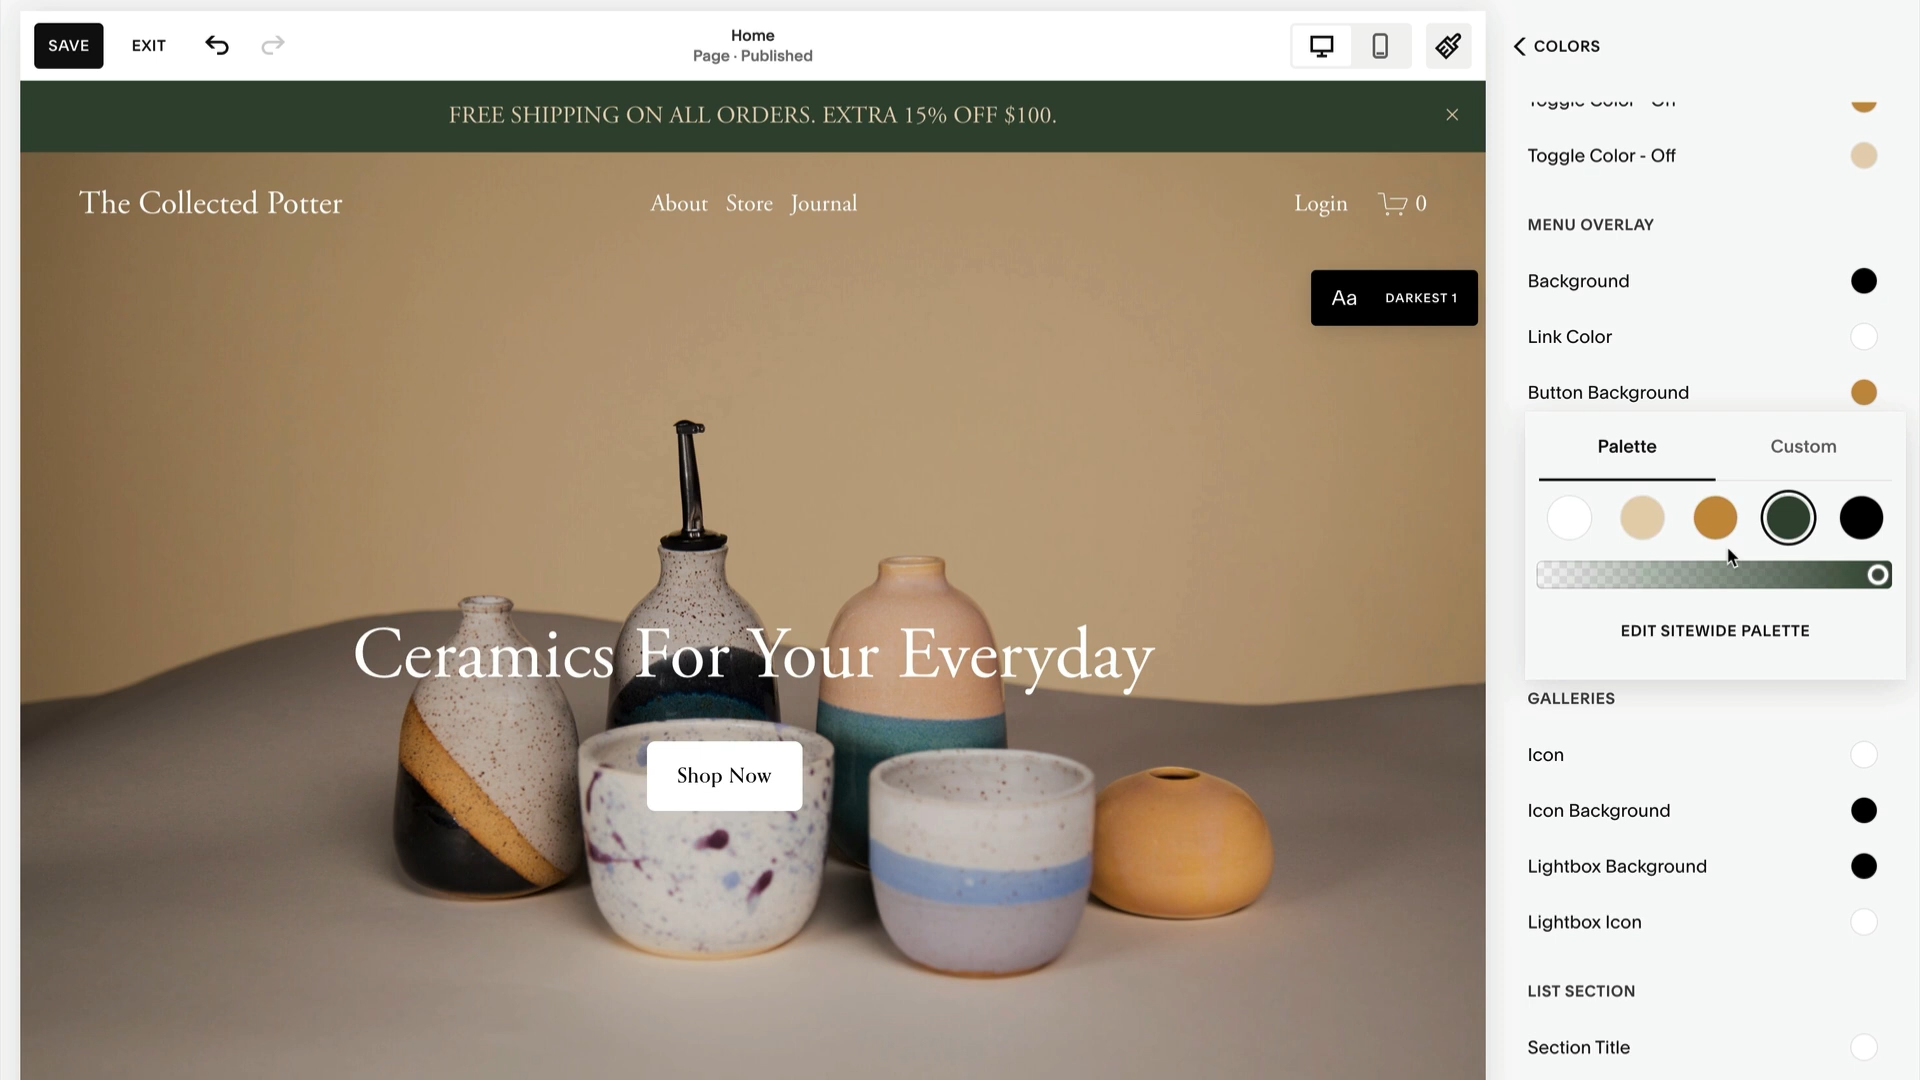 SAVE
EXIT
Home
Page · Published
COLORS
FREE SHIPPING ON ALL ORDERS. EXTRA 15% OFF $100.
The Collected Potter
About Store Journal
Login
0
Aa DARKEST 1
Ceramics For Your Everyday
Shop Now
Toggle Color - Off
MENU OVERLAY
Background
Link Color
Button Background
Palette
Custom
EDIT SITEWIDE PALETTE
GALLERIES
Icon
Icon Background
Lightbox Background
Lightbox Icon
LIST SECTION
Section Title